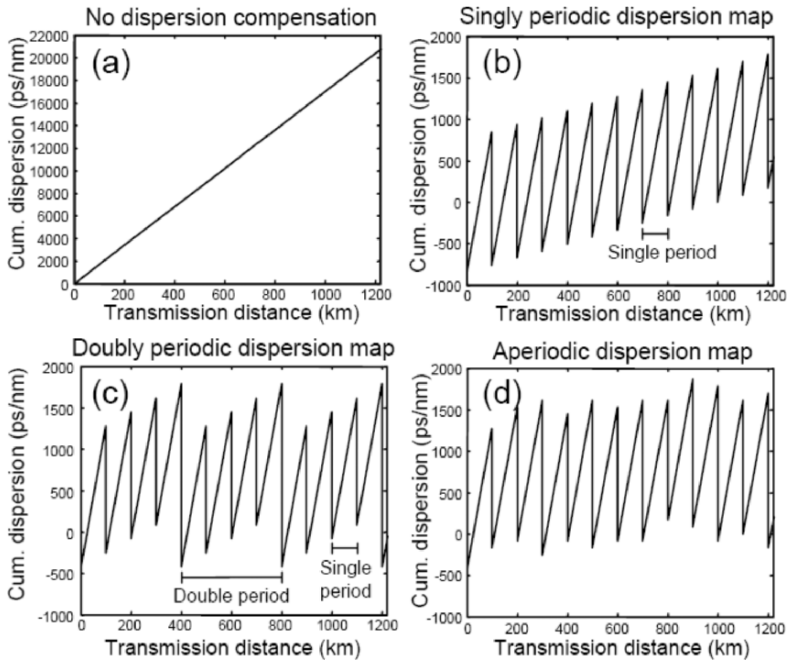 No dispersion compensation
(a)
Cum. dispersion (ps/nm)
22000
20000
18000
16000
14000
12000
10000
8000
6000
4000
2000
0
0 200 400 600 800 1000 1200
Transmission distance (km)
Singly periodic dispersion map
(b)
Cum. dispersion (ps/nm)
2000
1500
1000
500
0
-500
-1000
Single period
0 200 400 600 800 1000 1200
Transmission distance (km)
Doubly periodic dispersion map
(c)
Cum. dispersion (ps/nm)
2000
1500
1000
500
0
-500
-1000
Double period
Single
period
0 200 400 600 800 1000 1200
Transmission distance (km)
Aperiodic dispersion map
(d)
Cum. dispersion (ps/nm)
2000
1500
1000
500
0
-500
-1000
0 200 400 600 800 1000 1200
Transmission distance (km)